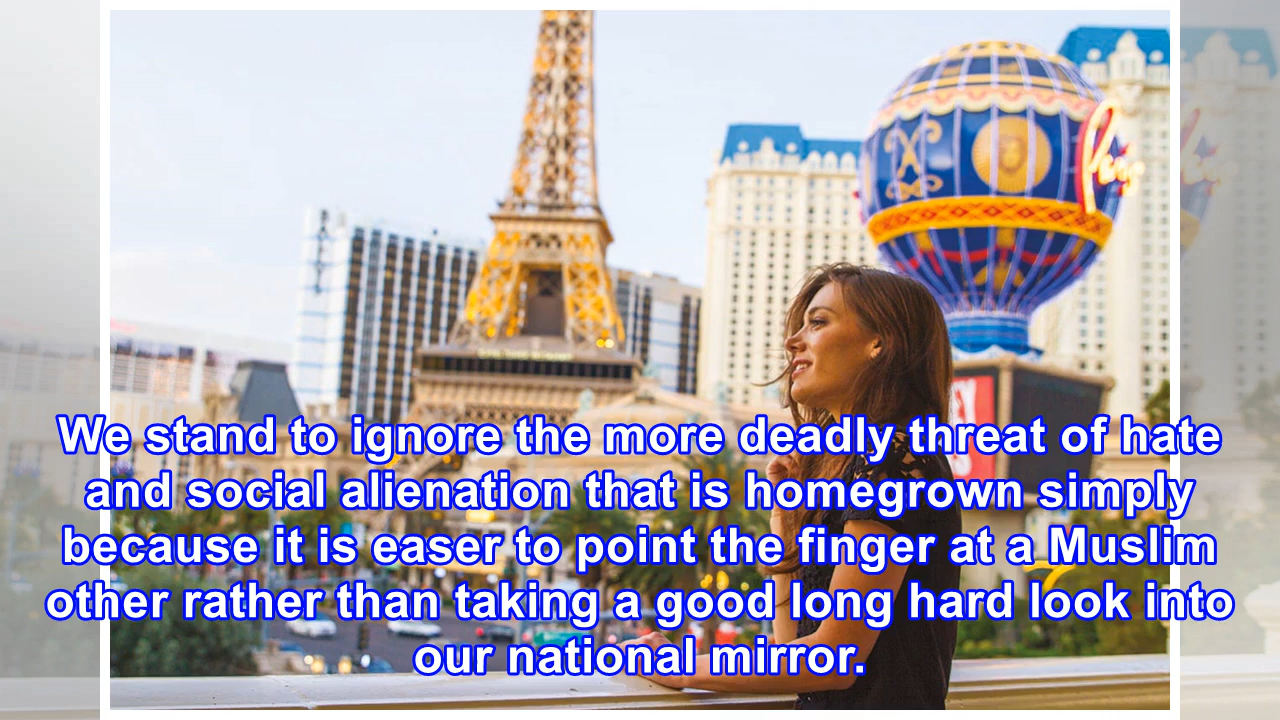 We stand to ignore the more deadly threat of hate
and social alienation that is homegrown simply
because it is easer to point the finger at a Muslim
other rather than taking a good long hard look into
our national mirror.